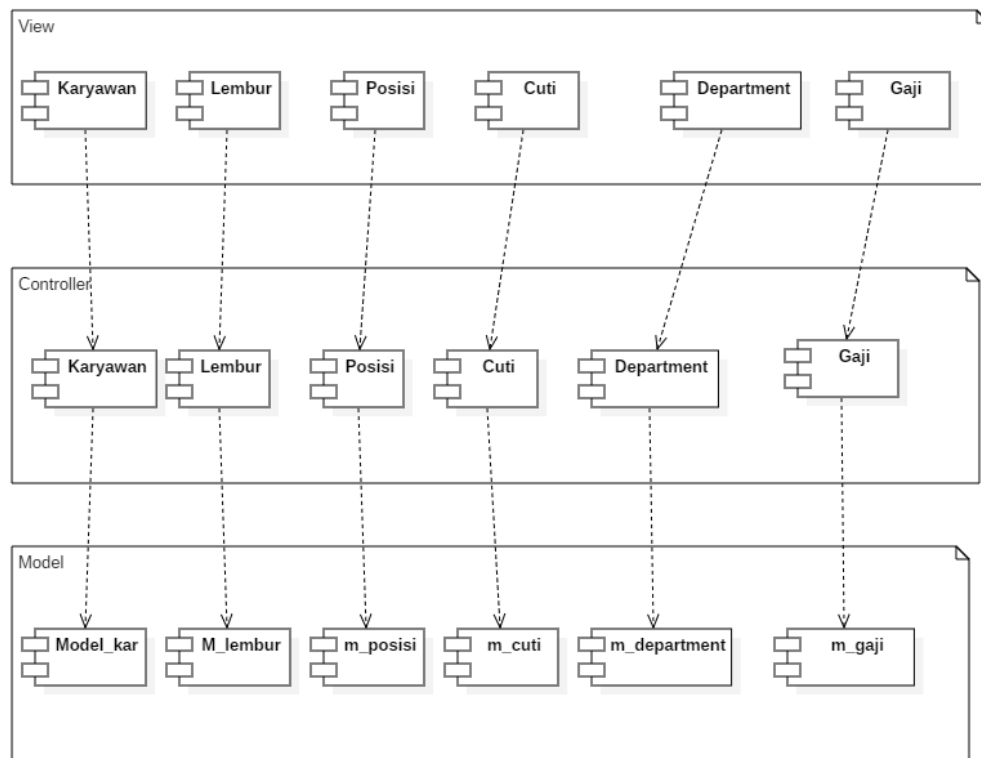 View
Karyawan
Lembur
Posisi
Cuti
Department
Gaji
Controller
Karyawan
Lembur
Posisi
Cuti
Department
Gaji
Model
Model_kar
M_lembur
m_posisi
m_cuti
m_department
m_gaji